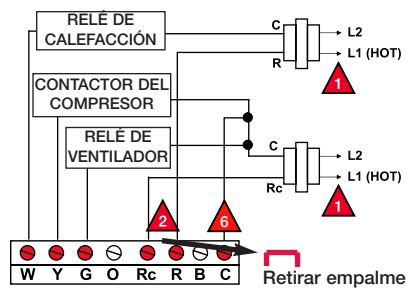 RELÉ DE
CALEFACCIÓN
C
L2
R
L1 (HOT)
1
CONTACTOR DEL
COMPRESOR
RELÉ DE
VENTILADOR
C
L2
Rc
L1 (HOT)
1
2
6
W Y G O Rc R B C
Retirar empalme